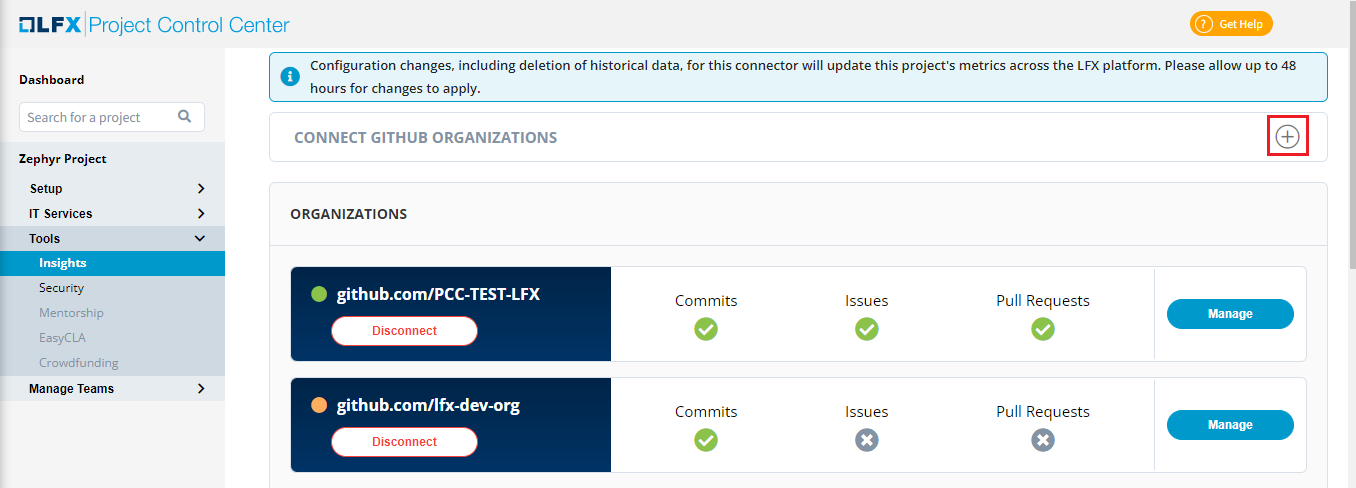 LFX Project Control Center
? Get Help
Dashboard
Search for a project
Zephyr Project
Setup
IT Services
Tools
Insights
Security
Mentorship
EasyCLA
Crowdfunding
Manage Teams
Configuration changes, including deletion of historical data, for this connector will update this project's metrics across the LFX platform. Please allow up to 48
hours for changes to apply.
CONNECT GITHUB ORGANIZATIONS
ORGANIZATIONS
github.com/PCC-TEST-LFX
Disconnect
Commits
Issues
Pull Requests
Manage
github.com/lfx-dev-org
Disconnect
Commits
Issues
Pull Requests
Manage